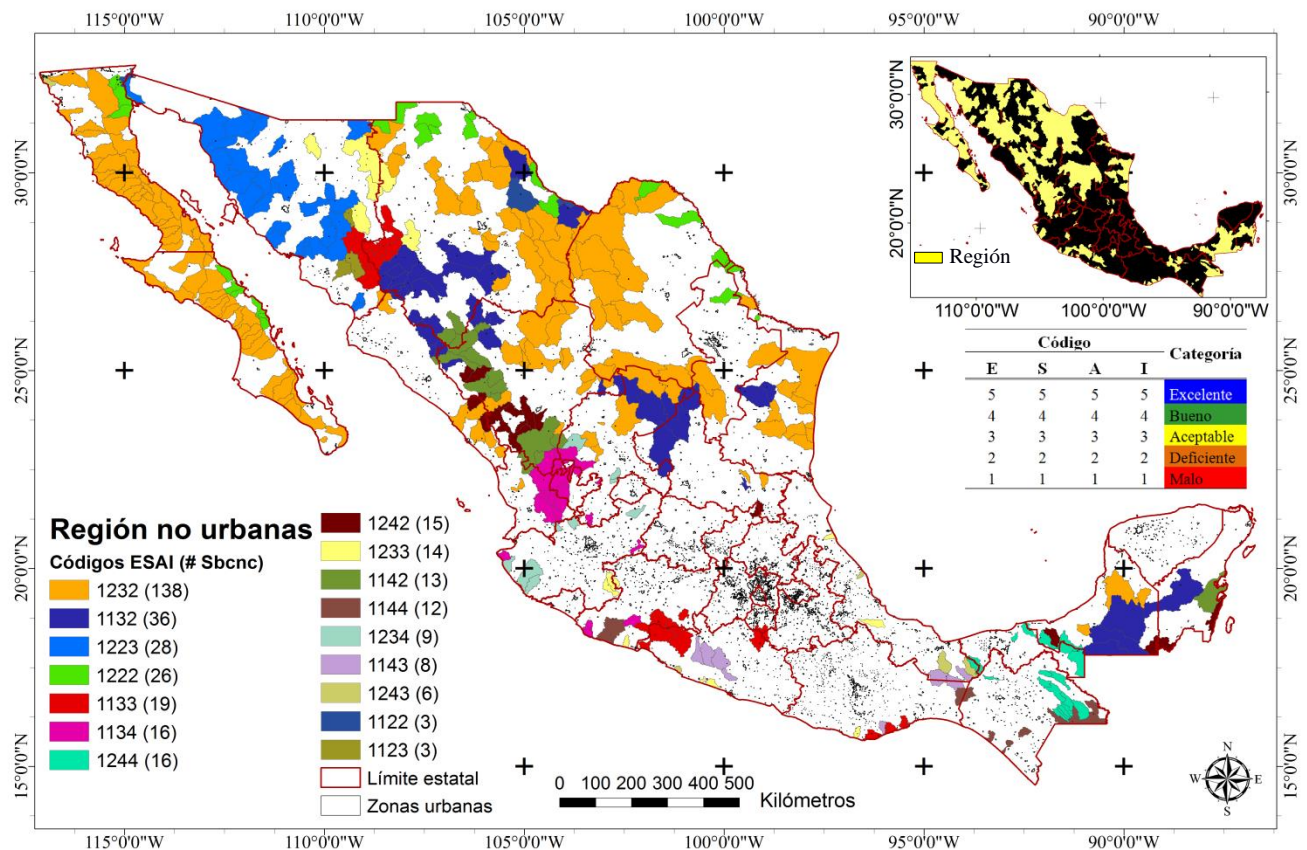 115°0'0"W 110°0'0"W 105°0'0"W 100°0'0"W 95°0'0"W 90°0'0"W
30°0'0"N
25°0'0"N
20°0'0"N
15°0'0"N
30°0'0"N
20°0'0"N
Región
110°0'0"W 100°0'0"W 90°0'0"W
30°0'0"N
25°0'0"N
20°0'0"N
15°0'0"N
Código Categoría
E S A I
5 5 5 5 Excelente
4 4 4 4 Bueno
3 3 3 3 Aceptable
2 2 2 2 Deficiente
1 1 1 1 Malo
Región no urbanas
Códigos ESAI (# Sbcnc)
1232 (138)
1132 (36)
1223 (28)
1222 (26)
1133 (19)
1134 (16)
1244 (16)
1242 (15)
1233 (14)
1142 (13)
1144 (12)
1234 (9)
1143 (8)
1243 (6)
1122 (3)
1123 (3)
Límite estatal
Zonas urbanas
0 100 200 300 400 500
Kilómetros
N
W E
S
115°0'0"W 110°0'0"W 105°0'0"W 100°0'0"W 95°0'0"W 90°0'0"W